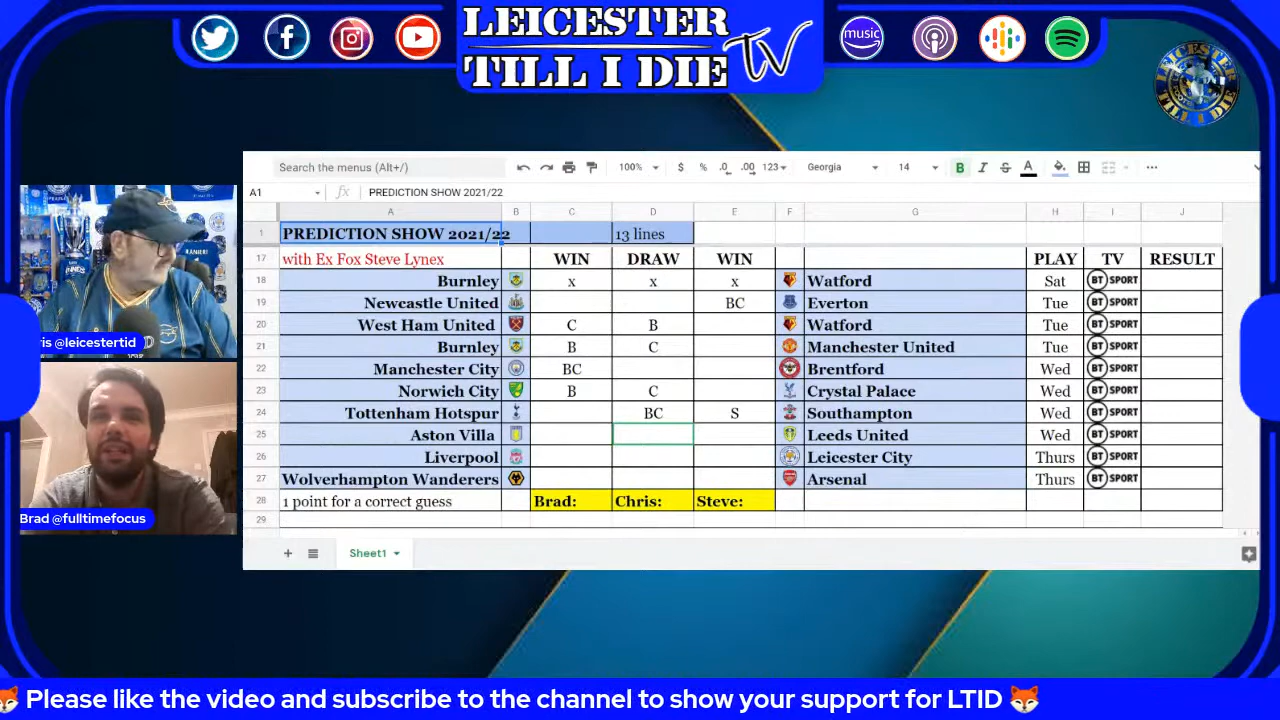 LEICESTER
TILL I DIE TV
music
Search the menus (Alt+/) 100% $ % .0 .00 123 Georgia 14 B I S A
A1 fx PREDICTION SHOW 2021/22
A B C D E F G H I J
1 PREDICTION SHOW 2021/22 13 lines
17 with Ex Fox Steve Lynex WIN DRAW WIN PLAY TV RESULT
18 Burnley x x x Watford Sat BT SPORT
19 Newcastle United BC Everton Tue BT SPORT
20 West Ham United C B Watford Tue BT SPORT
21 Burnley B C Manchester United Tue BT SPORT
22 Manchester City BC Brentford Wed BT SPORT
23 Norwich City B C Crystal Palace Wed BT SPORT
24 Tottenham Hotspur BC S Southampton Wed BT SPORT
25 Aston Villa Leeds United Wed BT SPORT
26 Liverpool Leicester City Thurs BT SPORT
27 Wolverhampton Wanderers Arsenal Thurs BT SPORT
28 1 point for a correct guess Brad: Chris: Steve:
29
+ Sheet1
RANIERI
ris @leicestertid
Brad @fulltimefocus
LEICESTER
TILL I DIE
Please like the video and subscribe to the channel to show your support for LTID